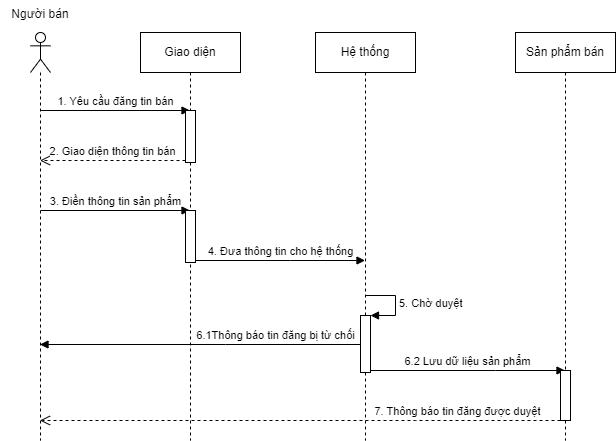 Người bán
Giao diện
Hệ thống
Sản phẩm bán
1. Yêu cầu đăng tin bán
2. Giao diện thông tin bán
3. Điền thông tin sản phẩm
4. Đưa thông tin cho hệ thống
5. Chờ duyệt
6.1Thông báo tin đăng bị từ chối
6.2 Lưu dữ liệu sản phẩm
7. Thông báo tin đăng được duyệt